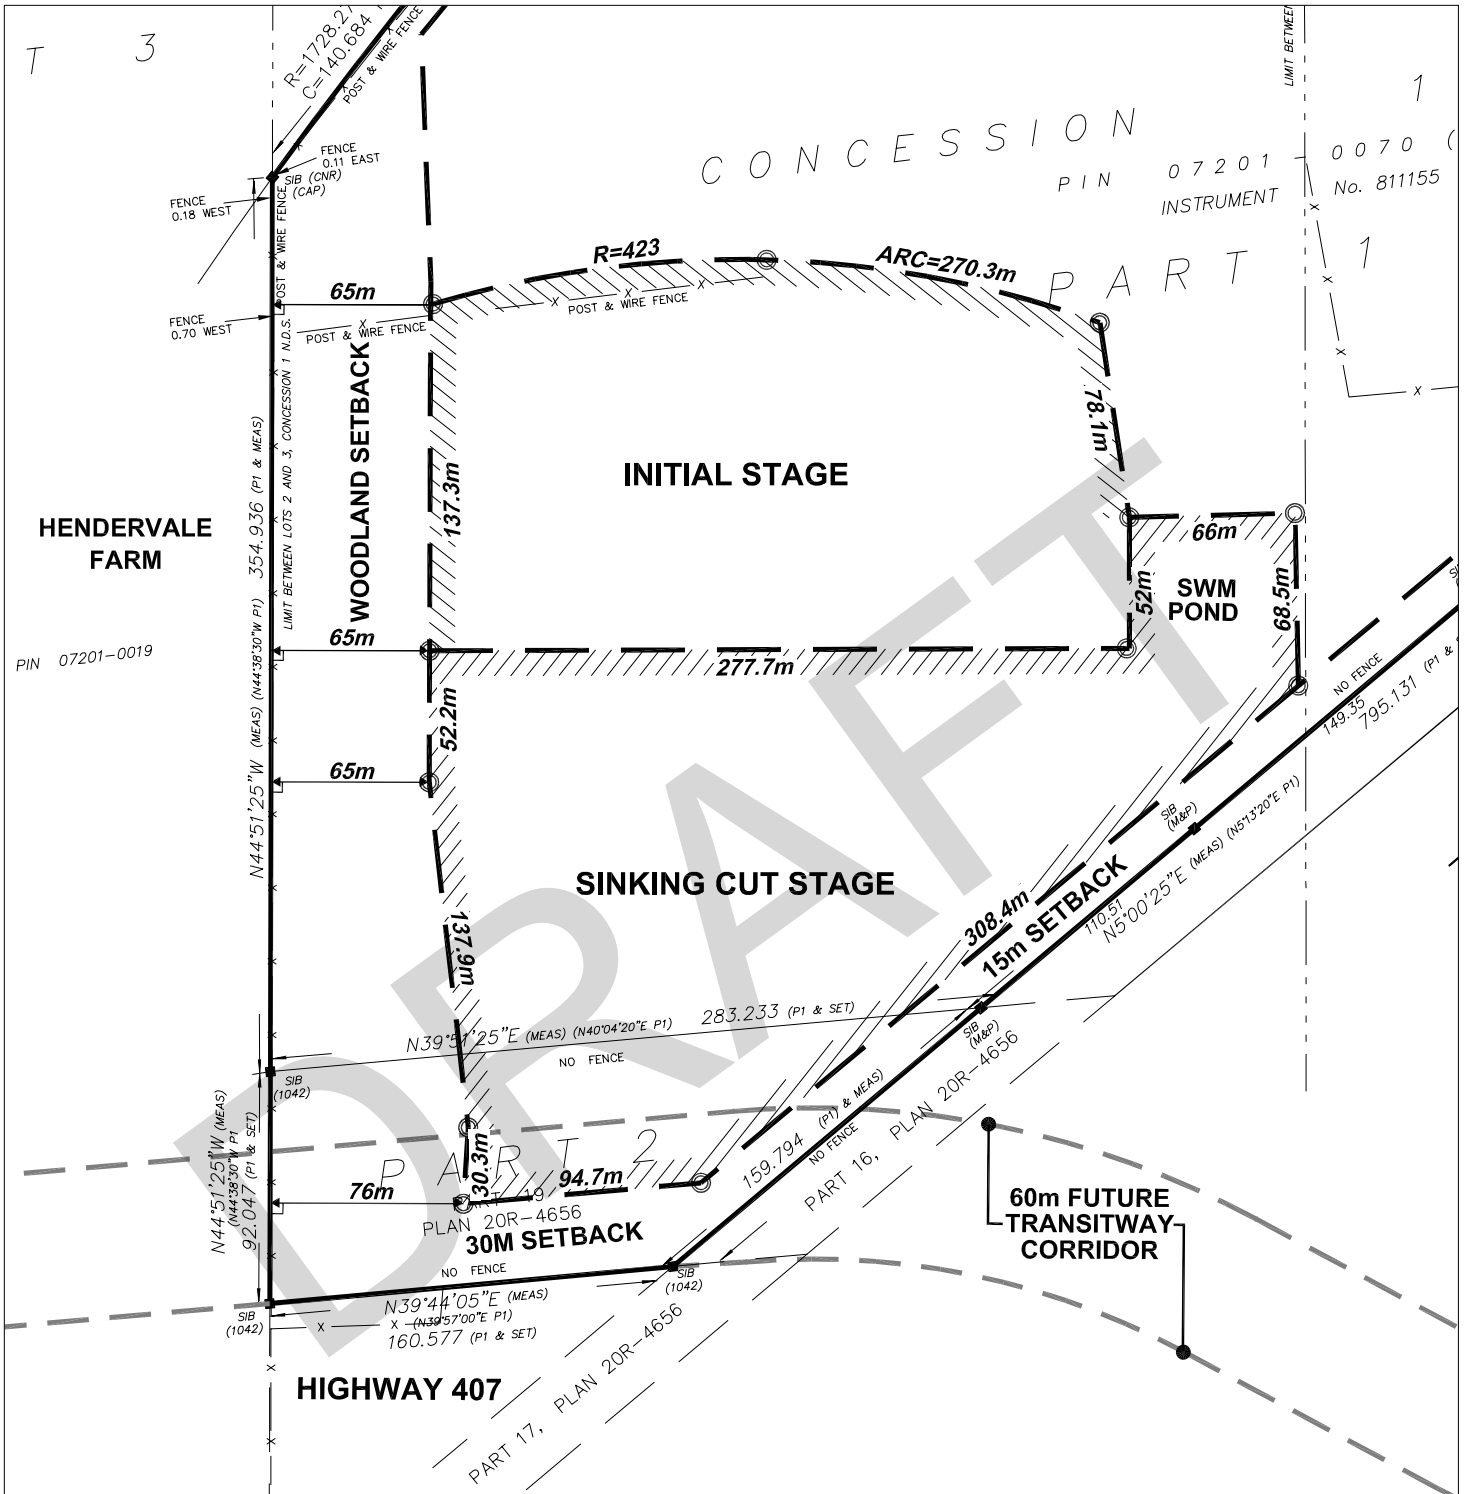 T 3
R=1728.27
C=140.684
POST & WIRE FENCE
LIMIT BETWEEN
CONCESSION
1
PIN 07201 - 0070 (
INSTRUMENT No. 811155
PART 1
FENCE
0.11 EAST
SIB (CNR)
(CAP)
FENCE
0.18 WEST
POST & WIRE FENCE
R=423
ARC=270.3m
65m
POST & WIRE FENCE
FENCE
0.70 WEST
POST & WIRE FENCE
LIMIT BETWEEN LOTS 2 AND 3, CONCESSION 1 N.D.S.
WOODLAND SETBACK
78.1m
INITIAL STAGE
137.3m
HENDERVALE
FARM
N44°51'25"W (MEAS) (N44°38'30"W P1) 354.936 (P1 & MEAS)
66m
52m
SWM
POND
68.5m
65m
PIN 07201-0019
277.7m
52.2m
65m
NO FENCE
149.35
795.131 (P1 &
SIB
(M&P)
N5°00'25"E (MEAS) (N5°13'20"E P1)
110.51
SINKING CUT STAGE
15m SETBACK
308.4m
137.9m
N39°51'25"E (MEAS) (N40°04'20"E P1) 283.233 (P1 & SET)
NO FENCE
SIB
(M&P)
SIB
(1042)
N44°51'25"W (MEAS)
(N44°38'30"W P1
92.047 (P1 & SET)
PART 2
159.794 (P1) & MEAS)
NO FENCE
PART 16, PLAN 20R-4656
30.3m
94.7m
76m
19
PLAN 20R-4656
30M SETBACK
60m FUTURE
TRANSITWAY
CORRIDOR
NO FENCE
SIB
(1042)
N39°44'05"E (MEAS)
(N39°57'00"E P1)
160.577 (P1 & SET)
SIB
(1042)
PART 17, PLAN 20R-4656
HIGHWAY 407
DRAFT